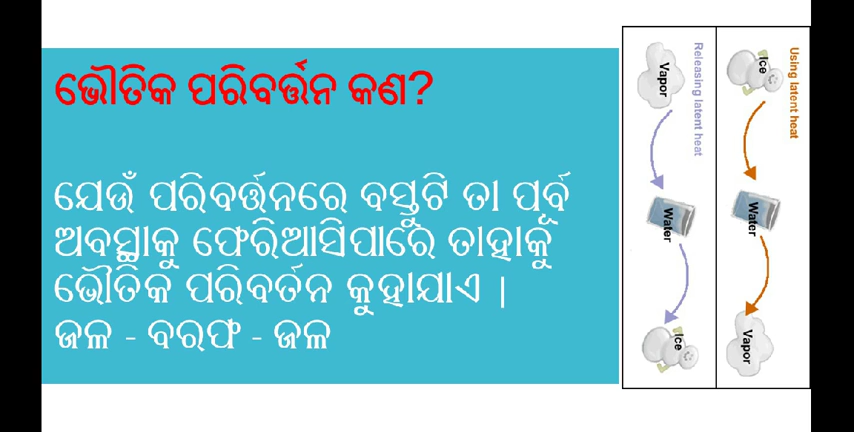 ଭୌତିକ ପରିବର୍ତ୍ତନ କଣ?
ଯେଉଁ ପରିବର୍ତ୍ତନରେ ବସ୍ତୁଟି ତା ପୂର୍ବ
ଅବସ୍ଥାକୁ ଫେରିଆସିପାରେ ତାହାକୁ
ଭୌତିକ ପରିବର୍ତନ କୁହାଯାଏ |
ଜଳ - ବରଫ - ଜଳ
Using latent heat
Ice
Water
Vapor
Releasing latent heat
Vapor
Water
Ice